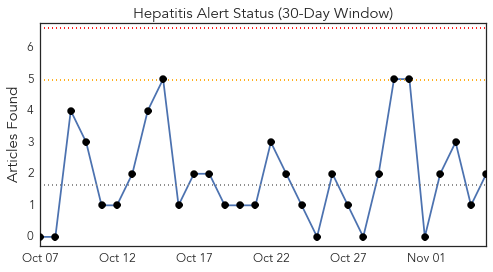 Hepatitis Alert Status (30-Day Window)
Articles Found
6
5
4
3
2
1
0
Oct 07 Oct 12 Oct 17 Oct 22 Oct 27 Nov 01